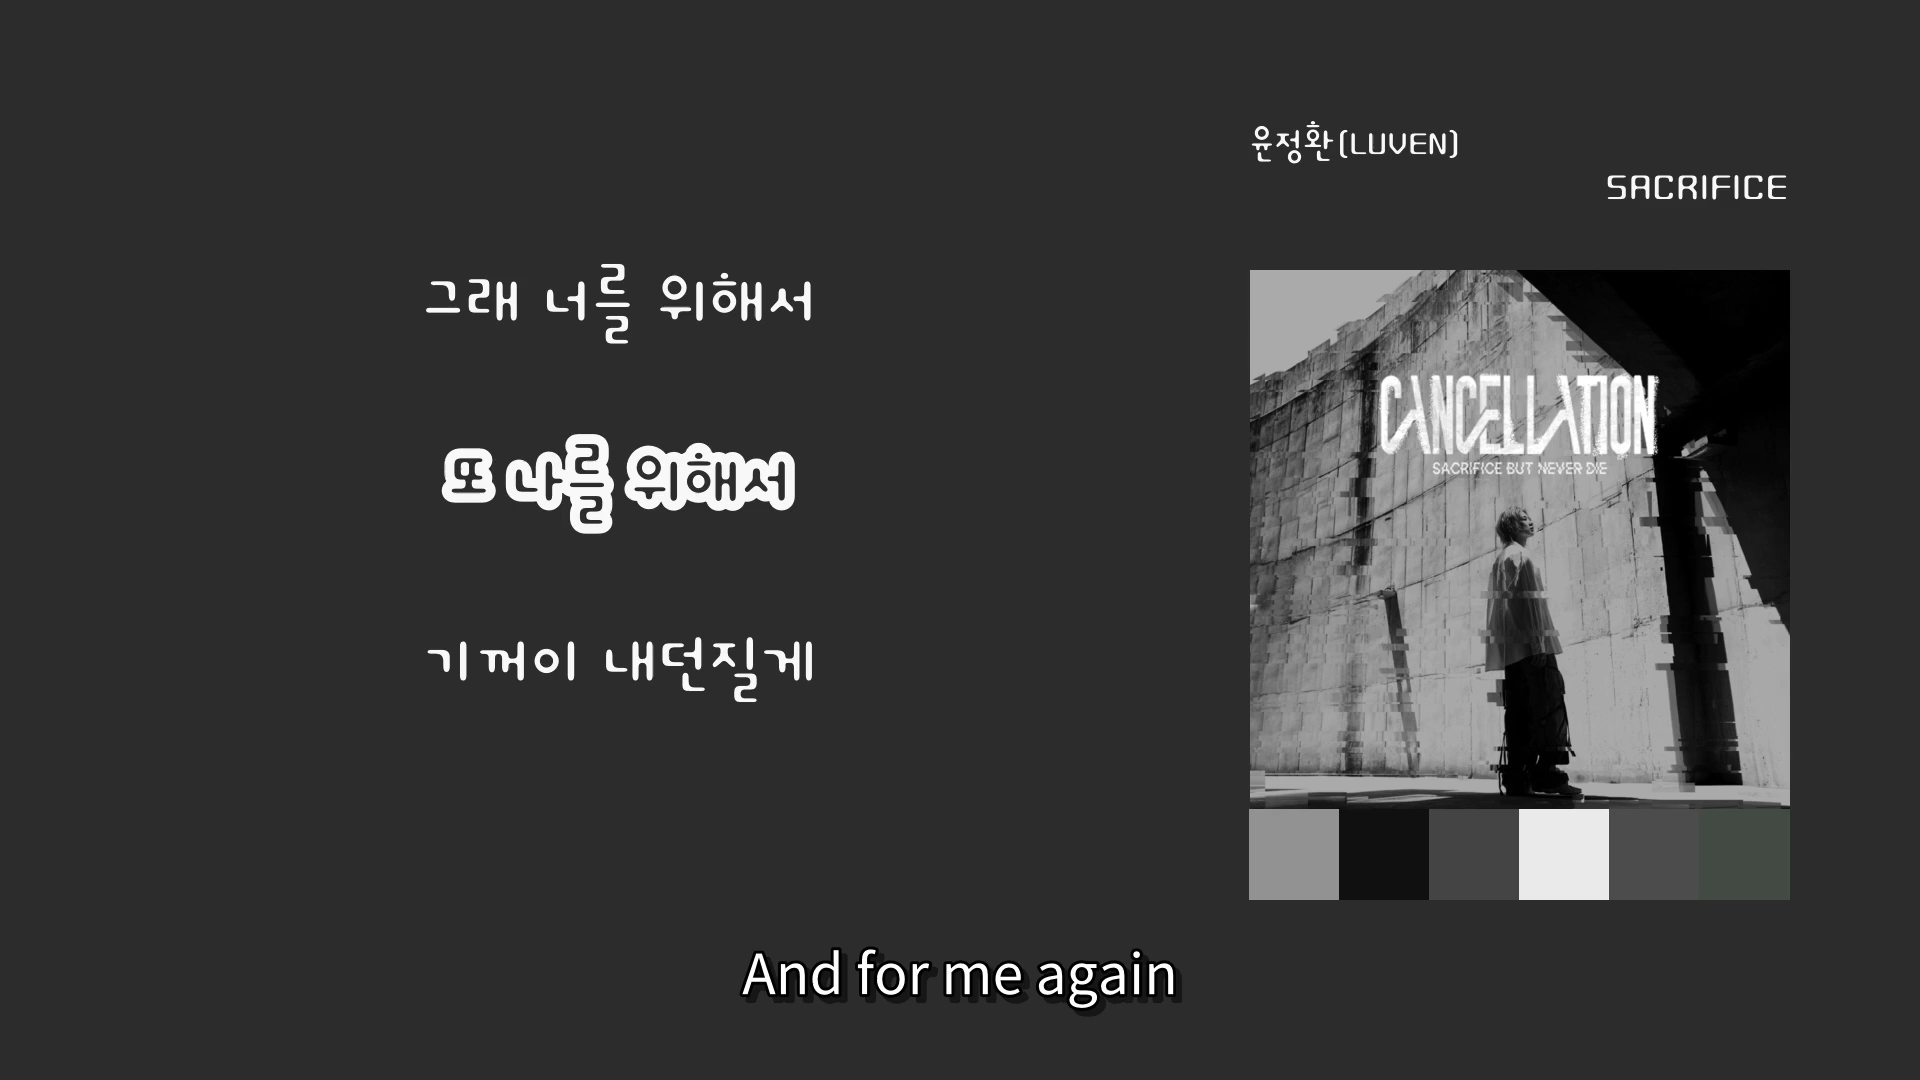 윤정환(LUVEN)
SACRIFICE
그래 너를 위해서
또 나를 위해서
기꺼이 내던질게
CANCELLATION
SACRIFICE BUT NEVER DIE
And for me again